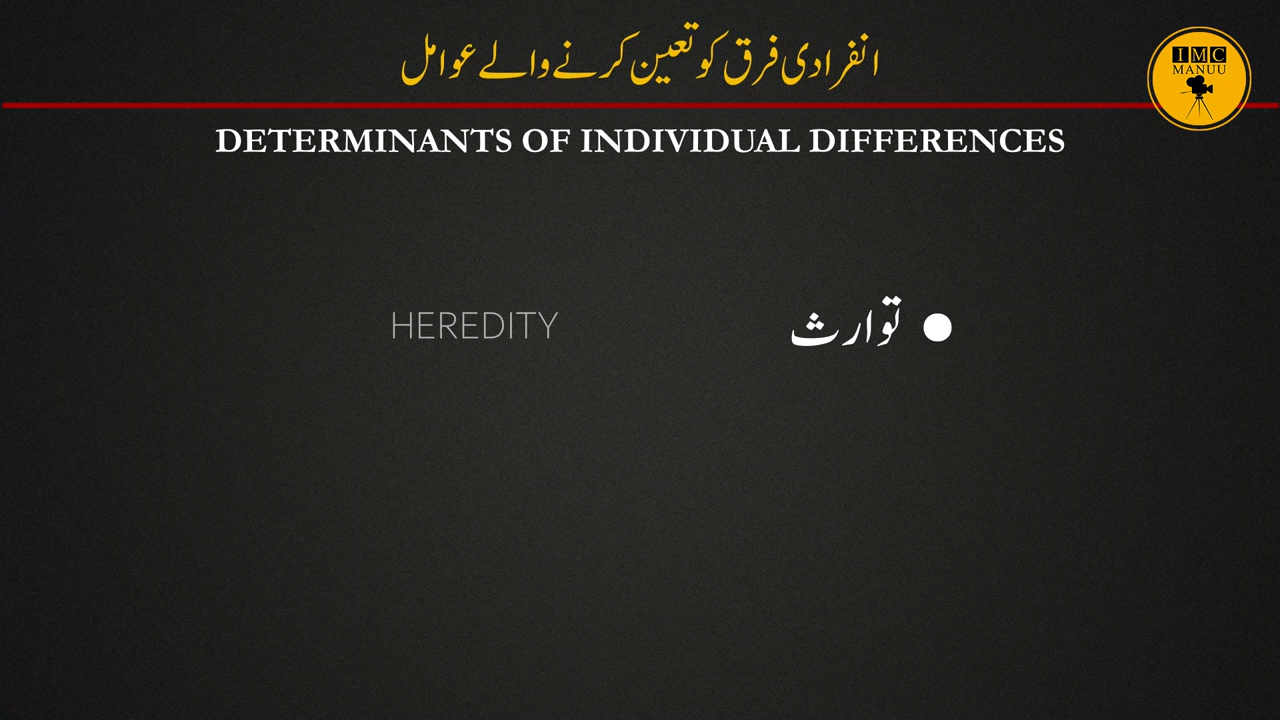 انفرادی فرق کو تعین کرنے والے عوامل
IMC
MANUU
DETERMINANTS OF INDIVIDUAL DIFFERENCES
● توارث
HEREDITY